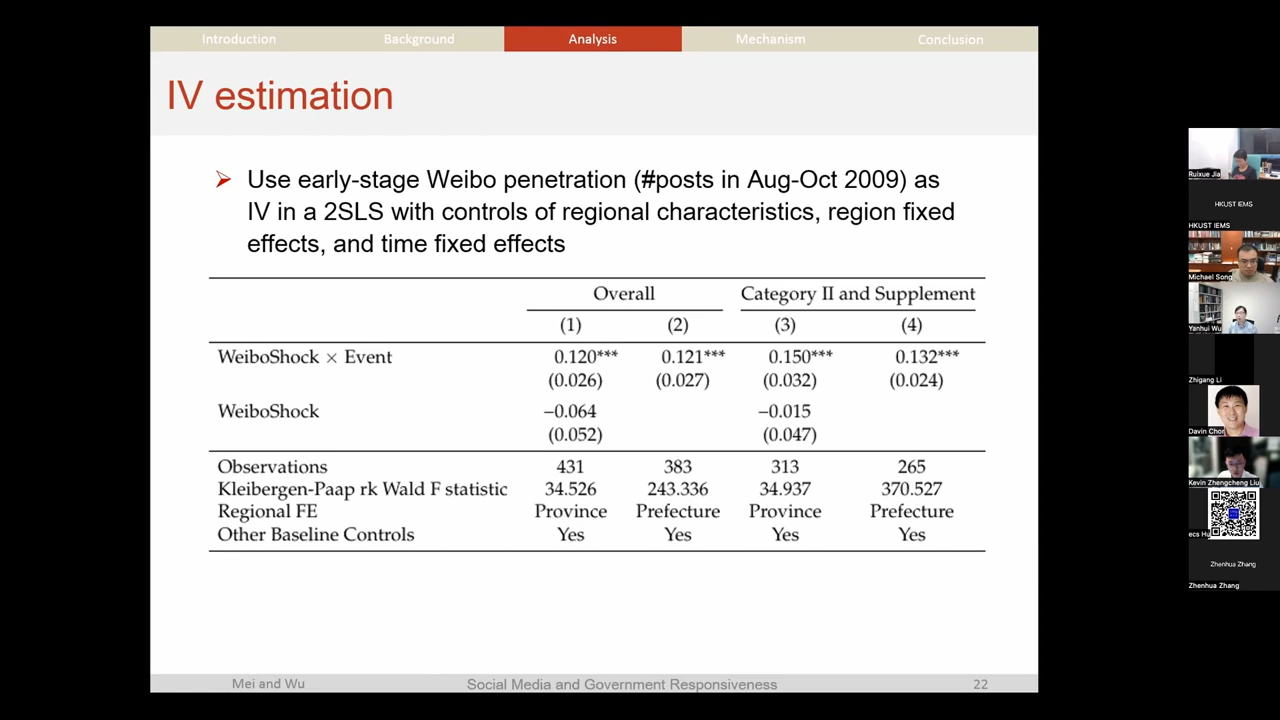 Introduction Background Analysis Mechanism Conclusion
IV estimation
Use early-stage Weibo penetration (#posts in Aug-Oct 2009) as
IV in a 2SLS with controls of regional characteristics, region fixed
effects, and time fixed effects
Overall Category II and Supplement
(1) (2) (3) (4)
WeiboShock × Event 0.120*** 0.121*** 0.150*** 0.132***
(0.026) (0.027) (0.032) (0.024)
WeiboShock −0.064 −0.015
(0.052) (0.047)
Observations 431 383 313 265
Kleibergen-Paap rk Wald F statistic 34.526 243.336 34.937 370.527
Regional FE Province Prefecture Province Prefecture
Other Baseline Controls Yes Yes Yes Yes
Mei and Wu Social Media and Government Responsiveness 22
Ruixue Jia
HKUST IEMS
HKUST IEMS
Michael Song
Yanhui Wu
Zhigang Li
Davin Chor
Kevin Zhengcheng Liu
ecs
Zhenhua Zhang
Zhenhua Zhang